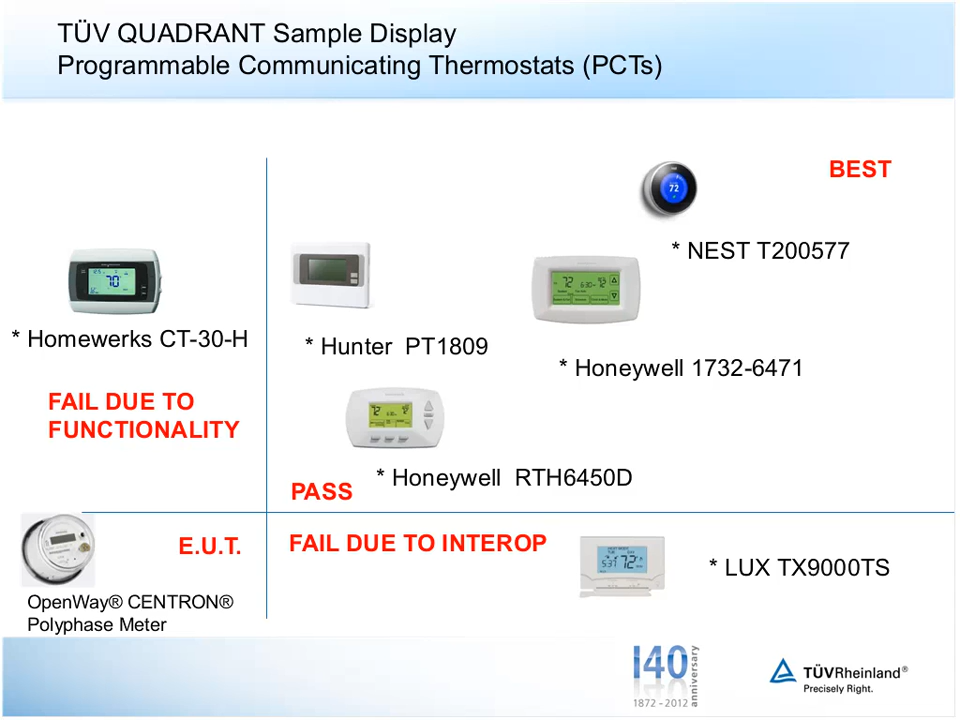 TÜV QUADRANT Sample Display
Programmable Communicating Thermostats (PCTs)
BEST
72
* NEST T200577
* Homewerks CT-30-H
* Hunter  PT1809
* Honeywell 1732-6471
FAIL DUE TO
FUNCTIONALITY
* Honeywell  RTH6450D
PASS
E.U.T.
FAIL DUE TO INTEROP
* LUX TX9000TS
OpenWay® CENTRON®
Polyphase Meter
140
anniversary
1872 - 2012
TÜVRheinland®
Precisely Right.